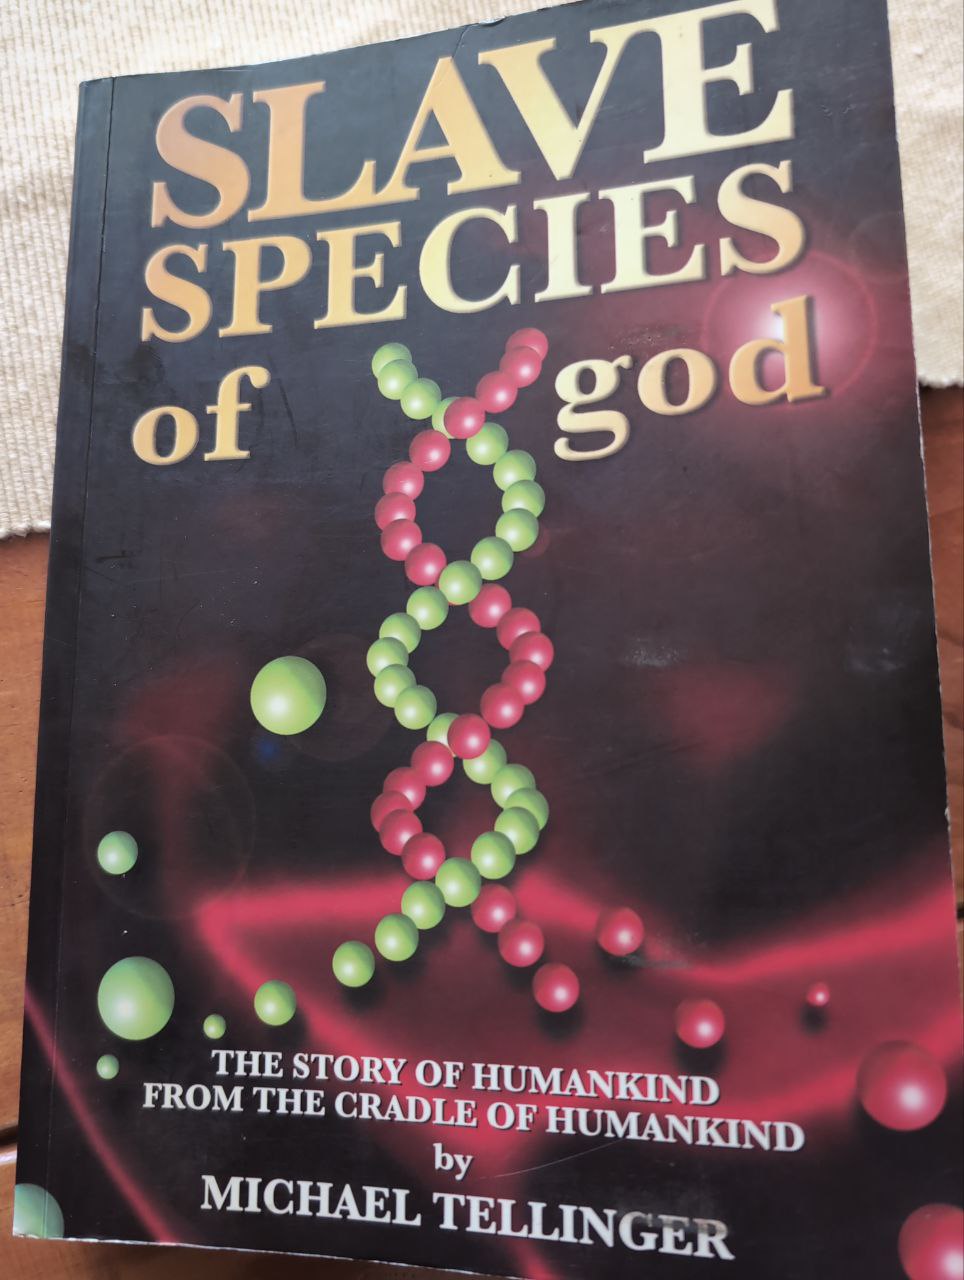 SLAVE
SPECIES
of god
THE STORY OF HUMANKIND
FROM THE CRADLE OF HUMANKIND
by
MICHAEL TELLINGER